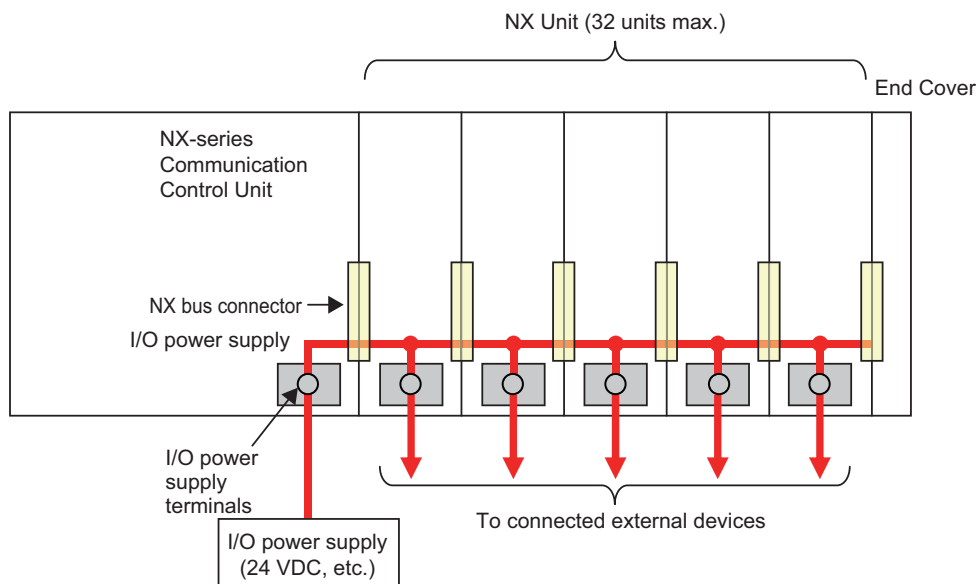 NX Unit (32 units max.)
End Cover
NX-series
Communication
Control Unit
NX bus connector
I/O power supply
I/O power
supply
terminals
To connected external devices
I/O power supply
(24 VDC, etc.)